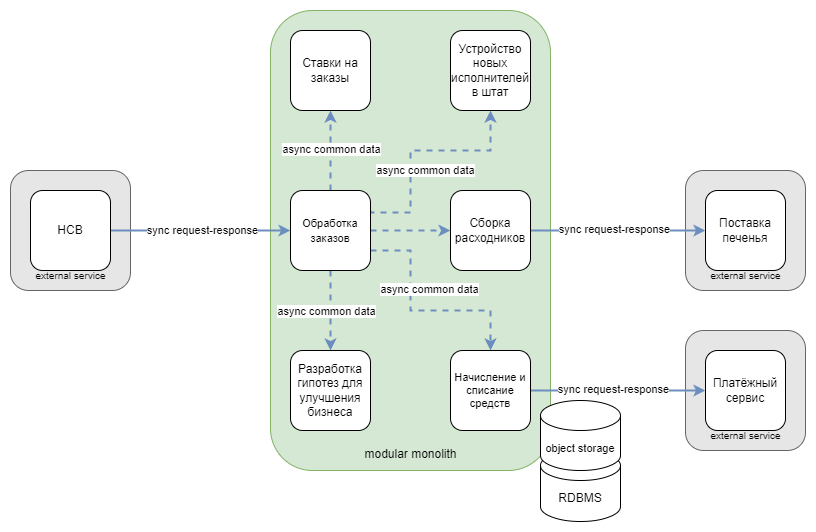 Ставки на
заказы
Устройство
новых
исполнителей
в штат
async common data
async common data
НСВ
external service
sync request-response
Обработка
заказов
Сборка
расходников
sync request-response
Поставка
печенья
external service
async common data
async common data
Разработка
гипотез для
улучшения
бизнеса
Начисление и
списание
средств
sync request-response
Платёжный
сервис
external service
modular monolith
object storage
RDBMS